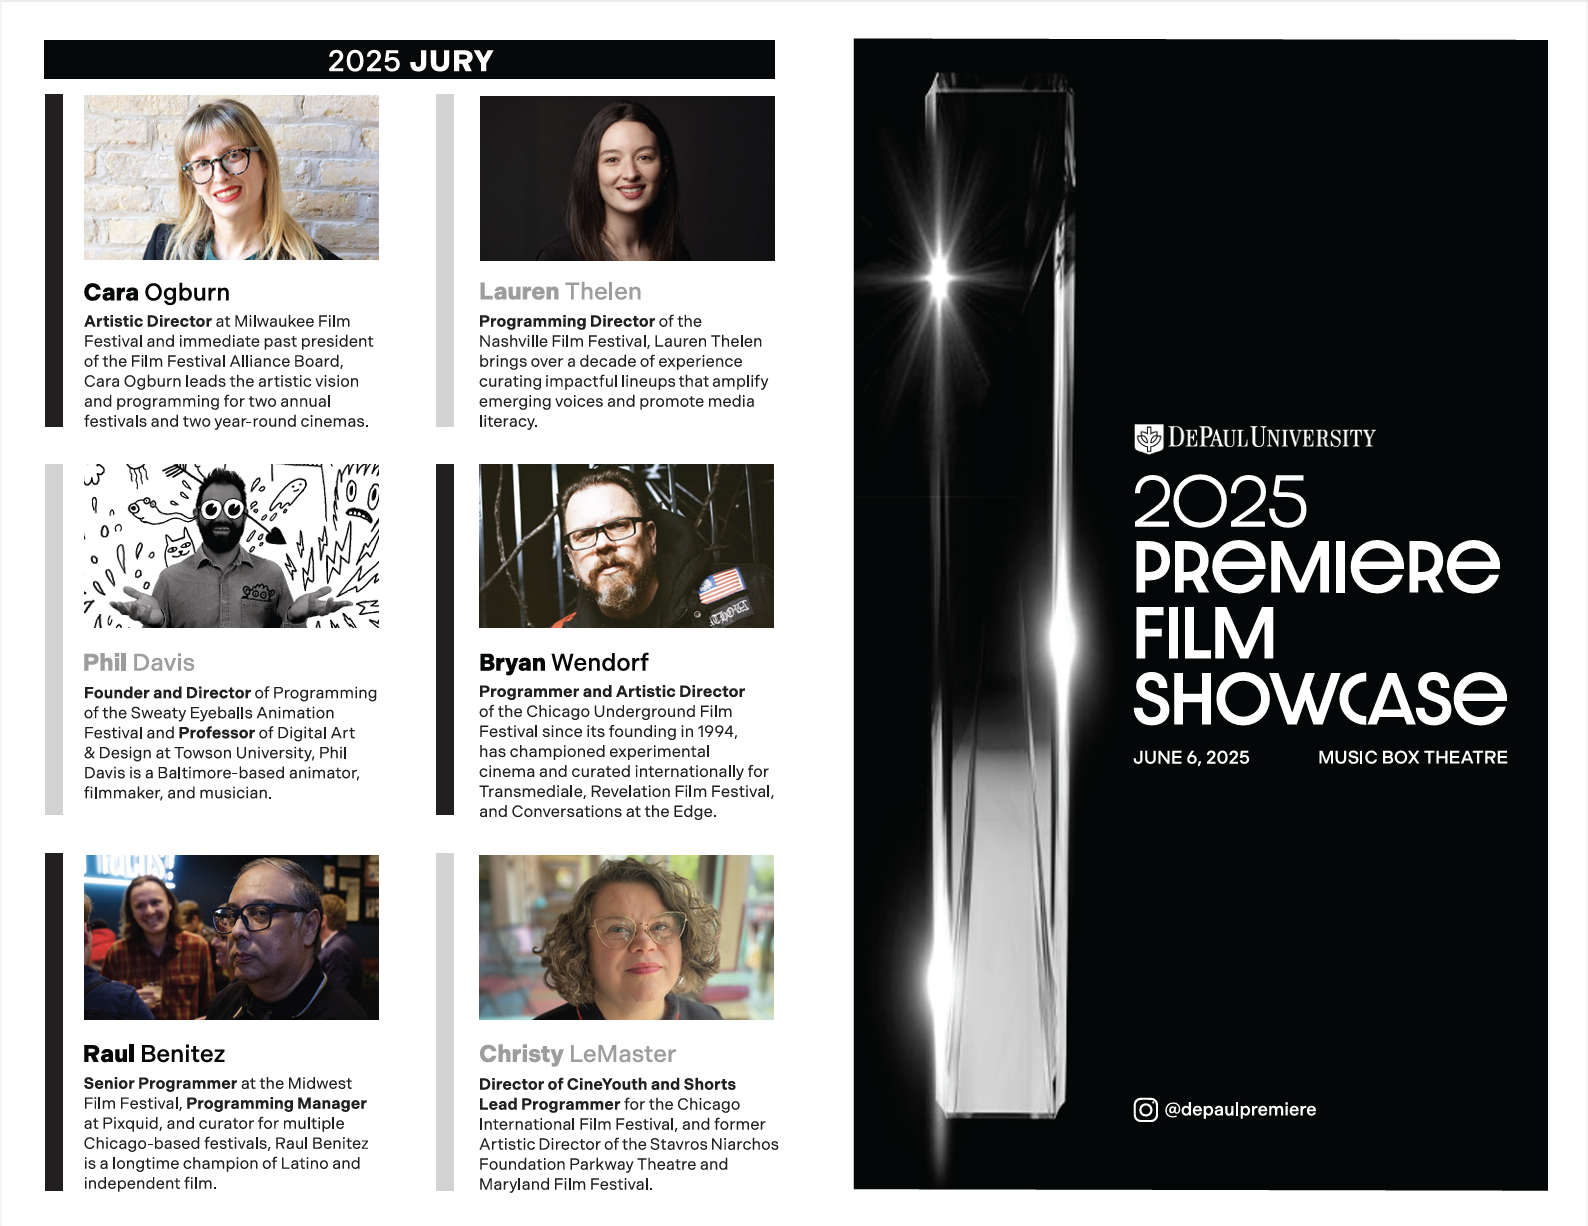 2025 JURY
Cara Ogburn
Artistic Director at Milwaukee Film
Festival and immediate past president
of the Film Festival Alliance Board,
Cara Ogburn leads the artistic vision
and programming for two annual
festivals and two year-round cinemas.
Lauren Thelen
Programming Director of the
Nashville Film Festival, Lauren Thelen
brings over a decade of experience
curating impactful lineups that amplify
emerging voices and promote media
literacy.
Phil Davis
Founder and Director of Programming
of the Sweaty Eyeballs Animation
Festival and Professor of Digital Art
& Design at Towson University, Phil
Davis is a Baltimore-based animator,
filmmaker, and musician.
Bryan Wendorf
Programmer and Artistic Director
of the Chicago Underground Film
Festival since its founding in 1994,
has championed experimental
cinema and curated internationally for
Transmediale, Revelation Film Festival,
and Conversations at the Edge.
Raul Benitez
Senior Programmer at the Midwest
Film Festival, Programming Manager
at Pixquid, and curator for multiple
Chicago-based festivals, Raul Benitez
is a longtime champion of Latino and
independent film.
Christy LeMaster
Director of CineYouth and Shorts
Lead Programmer for the Chicago
International Film Festival, and former
Artistic Director of the Stavros Niarchos
Foundation Parkway Theatre and
Maryland Film Festival.
DEPAUL UNIVERSITY
2025
PREMIERE
FILM
SHOWCASE
JUNE 6, 2025 MUSIC BOX THEATRE
@depaulpremiere